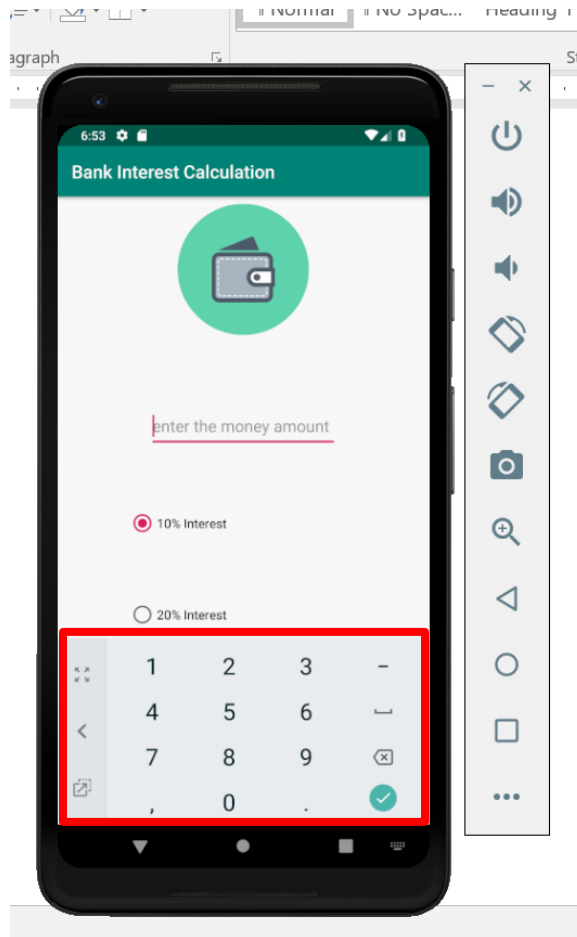 Normal
No Spac...
Heading 1
agraph
6:53
Bank Interest Calculation
enter the money amount
10% Interest
20% Interest
1 2 3 -
4 5 6
7 8 9
, 0 .